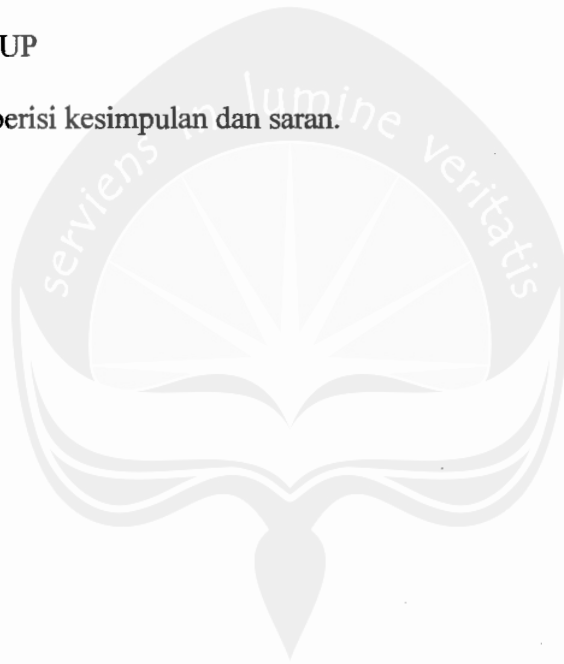 UP
berisi kesimpulan dan saran.
serviens in lumine veritatis